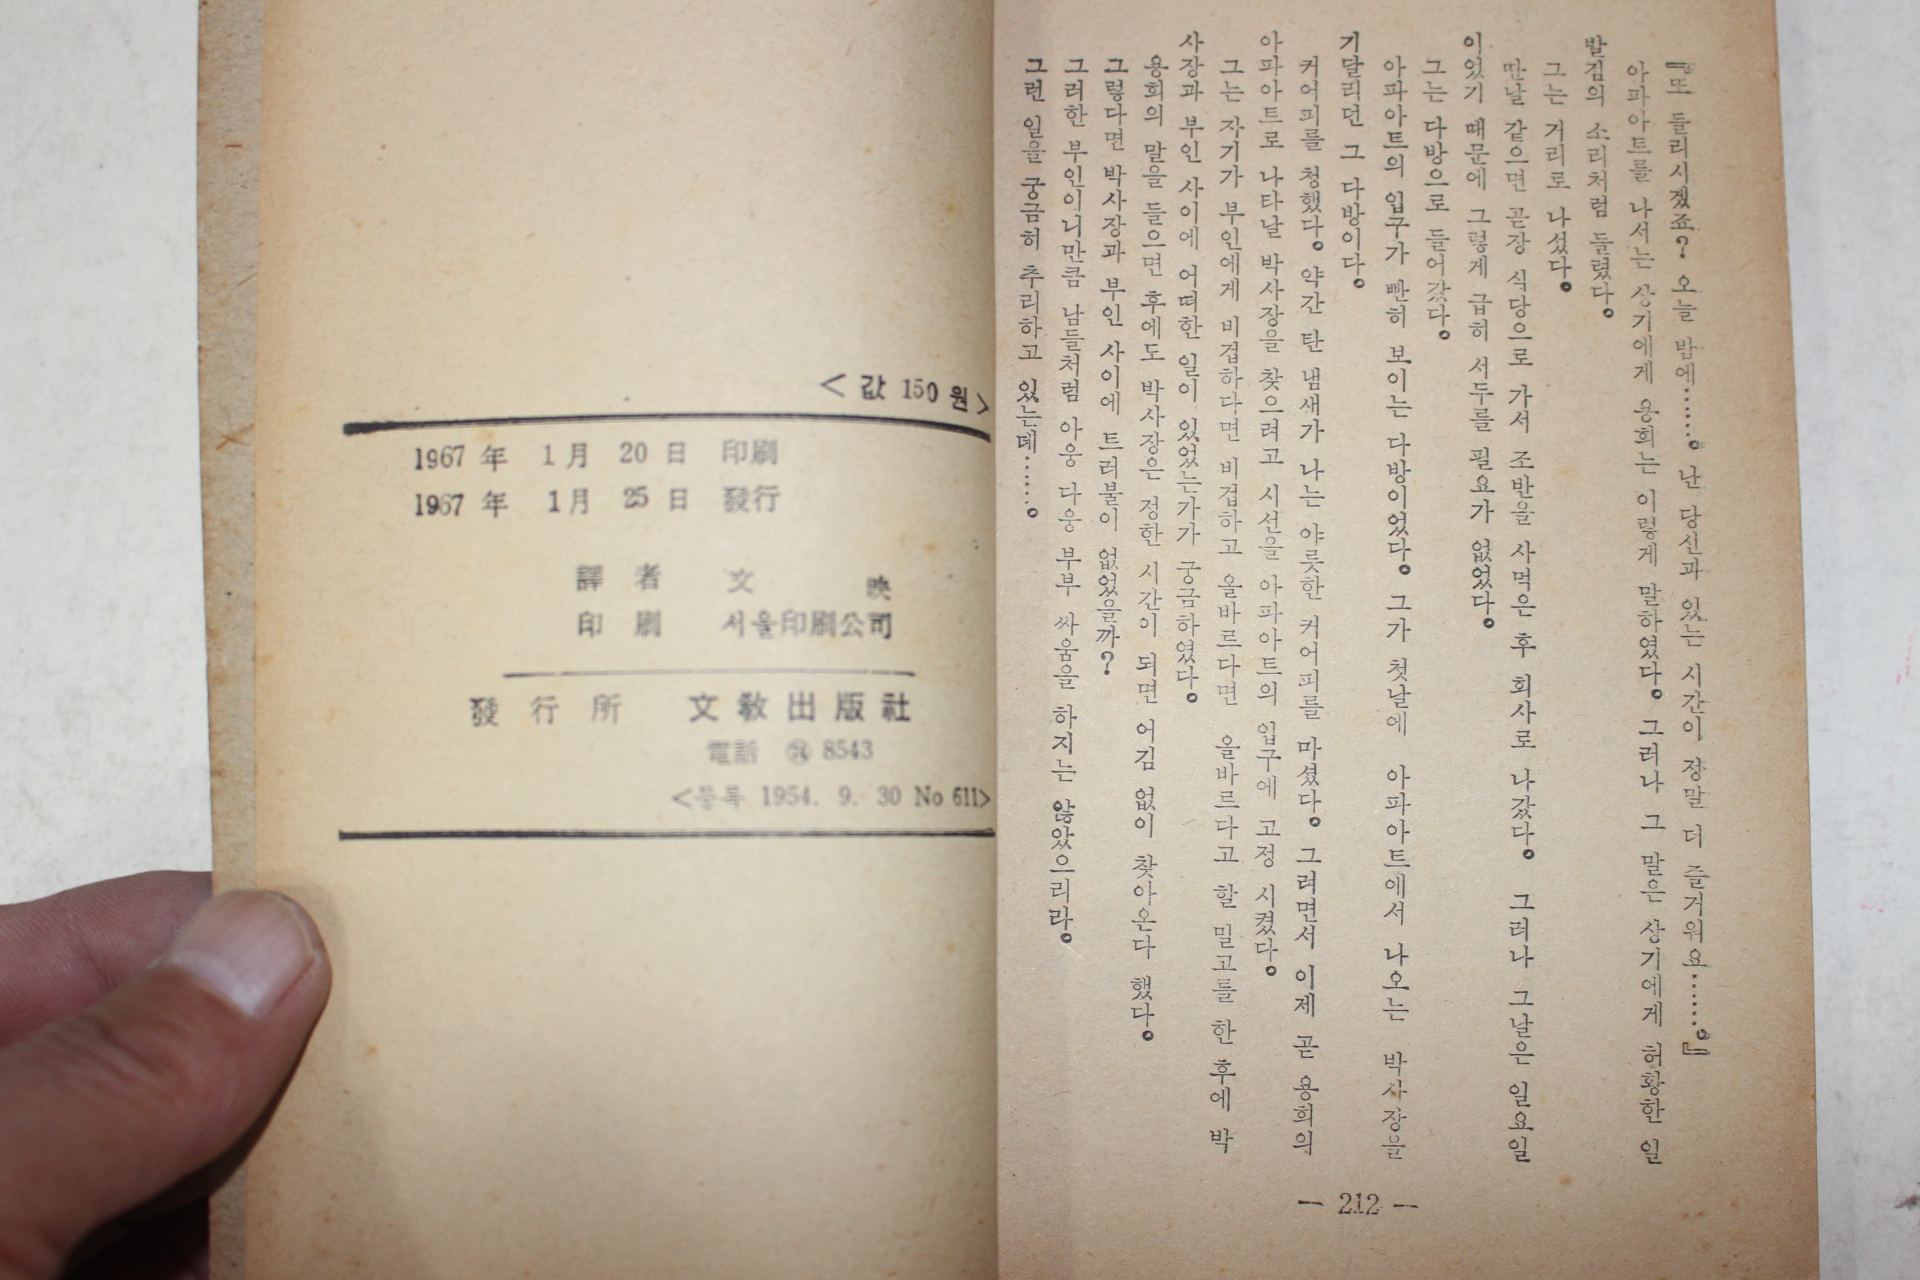 『또 들리시겠죠? 오늘 밤에……。 난 당신과 있는 시간이 쟝말 더 즐거워요……。』
아파아트를 나서는 상기에게 용희는 이렇게 말하였다。 그러나 그 말은 상기에게 허황한 일
발김의 소리처럼 들렸다。
그는 거리로 나섰다。
딴날 같으면 곧장 식당으로 가서 조반을 사먹은 후 회사로 나갔다。 그러나 그날은 일요일
이었기 때문에 그렇게 급히 서두를 필요가 없었다。
그는 다방으로 들어갔다。
아파아트의 입구가 빤히 보이는 다방이었다。 그가 첫날에 아파아트에서 나오는 박사장을
기달리던 그 다방이다。
커어피를 청했다。 약간 탄 냄새가 나는 야릇한 커어피를 마셨다。 그려면서 이제 곧 용희의
아파아트로 나타날 박사장을 찾으려고 시선을 아파아트의 입구에 고정 시켰다。
그는 자기가 부인에게 비겁하다면 비겁하고 올바르다면 올바르다고 할 밀고를 한 후에 박
사장과 부인 사이에 어떠한 일이 있었는가가 궁금하였다。
용희의 말을 들으면 후에도 박사장은 정한 시간이 되면 어김 없이 찾아온다 했다。
그렇다면 박사장과 부인 사이에 트러불이 없었을까?
그러한 부인이니만큼 남들처럼 아웅 다웅 부부 싸움을 하지는 않았으리라。
그런 일을 궁금히 추리하고 있는데……。
— 212 —
< 값 150 원 >
1967 年 1 月 20 日 印刷
1967 年 1 月 25 日 發行
譯 者 文 映
印 刷 서울印刷公司
發 行 所 文 敎 出 版 社
電話 8543
<등록 1954. 9. 30 No 611>